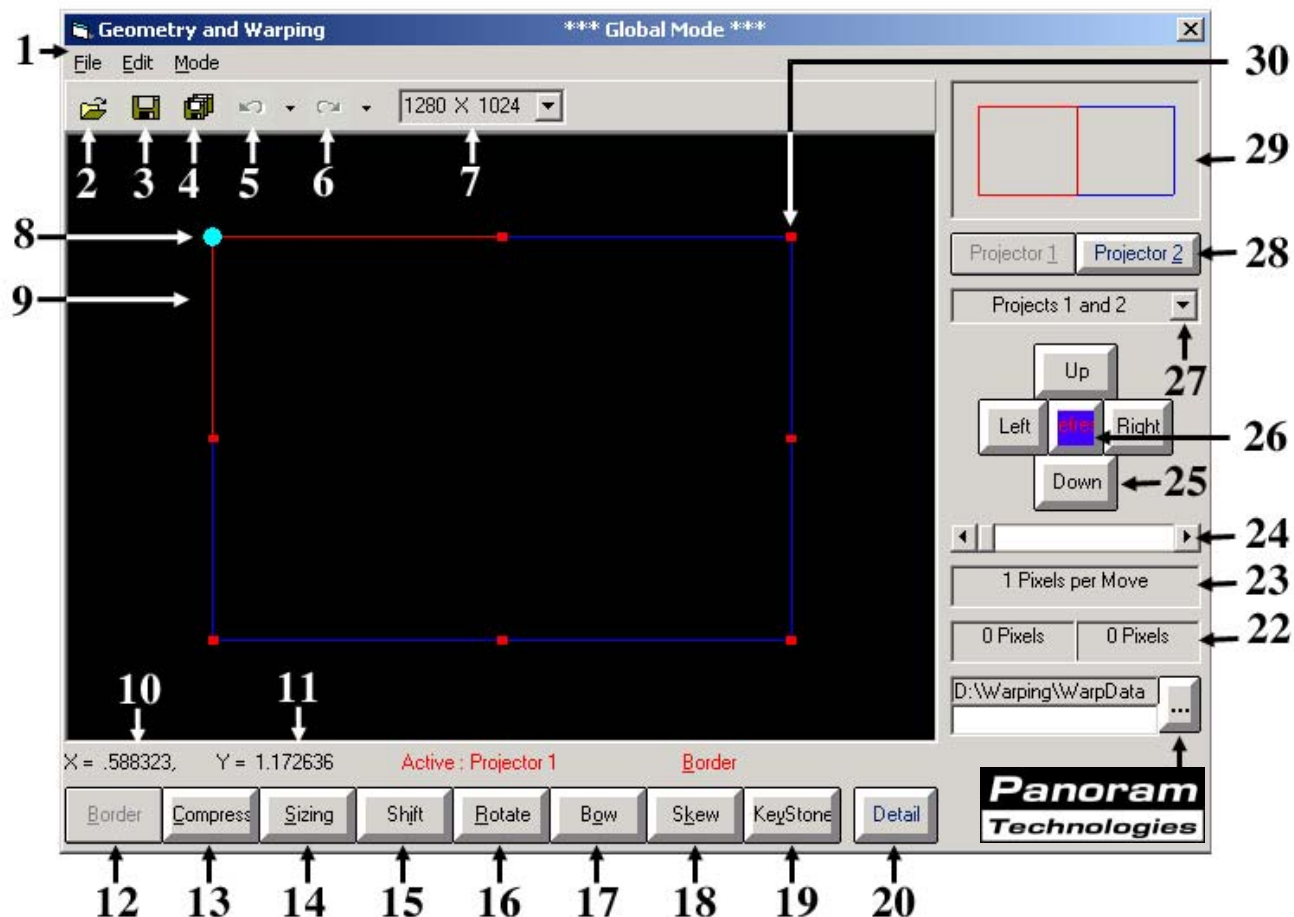 Geometry and Warping *** Global Mode ***
1
File Edit Mode
30
1280 X 1024
2 3 4 5 6 7
29
8
Projector 1 Projector 2
28
9
Projects 1 and 2
27
Up
Left efres Right
26
Down
25
24
1 Pixels per Move
23
0 Pixels 0 Pixels
22
10 11
D:\Warping\WarpData
...
X = .588323, Y = 1.172636 Active : Projector 1 Border
Panoram
Technologies
Border Compress Sizing Shift Rotate Bow Skew KeyStone Detail
12 13 14 15 16 17 18 19 20